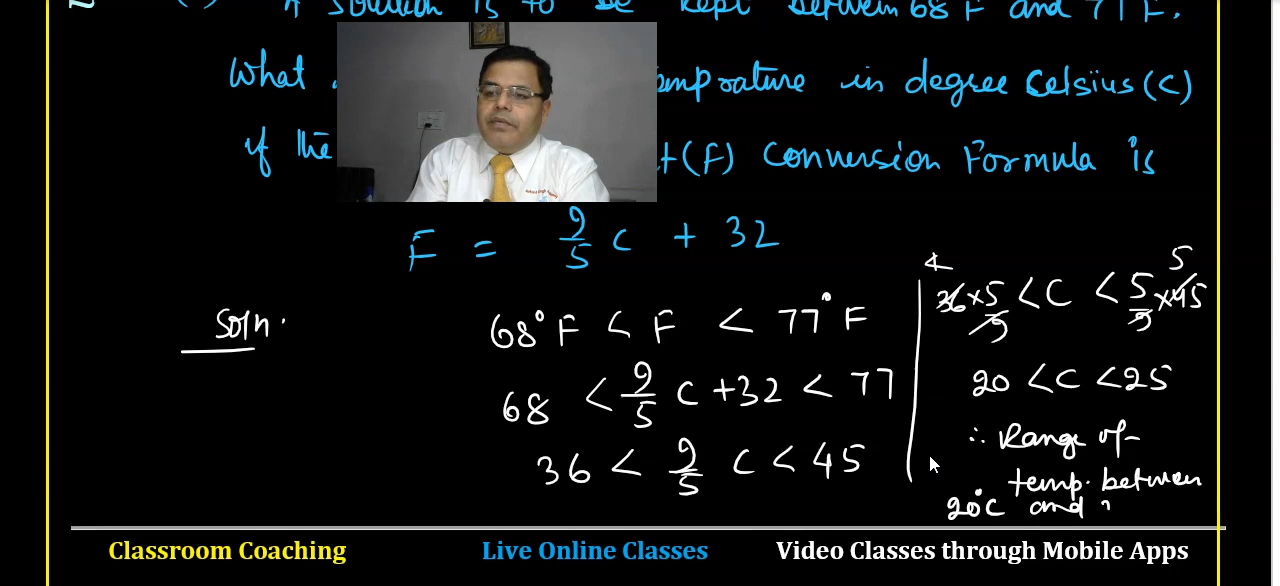 A solution is to be kept between 68°F and 77°F.
What temprature in degree Celsius (C)
if the t(F) Conversion Formula is
F = 9/5 C + 32
Soln.
68°F < F < 77°F
68 < 9/5 C + 32 < 77
36 < 9/5 C < 45
4 5
36 × 5/9 < C < 5/9 × 45
20 < C < 25
∴ Range of
temp. between
20°C and
Classroom Coaching
Live Online Classes
Video Classes through Mobile Apps